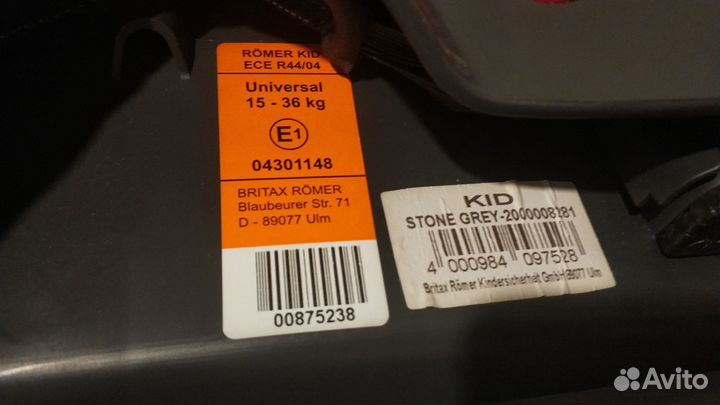 RÖMER KID
ECE R44/04
Universal
15 - 36 kg
E1
04301148
BRITAX RÖMER
Blaubeurer Str. 71
D - 89077 Ulm
00875238
KID
STONE GREY-2000008281
4 000984 097528
Britax Römer Kindersicherheit GmbH 89077 Ulm
Avito